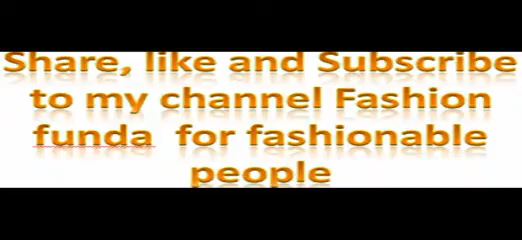 Share, like and Subscribe
to my channel Fashion
funda for fashionable
people